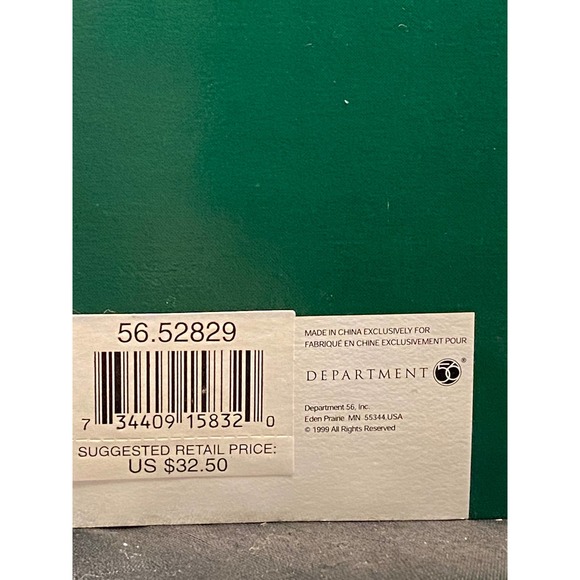 56.52829
7 34409 15832 0
SUGGESTED RETAIL PRICE:
US $32.50
MADE IN CHINA EXCLUSIVELY FOR
FABRIQUÉ EN CHINE EXCLUSIVEMENT POUR
DEPARTMENT 56®
Department 56, Inc.
Eden Prairie, MN 55344,USA
© 1999 All Rights Reserved